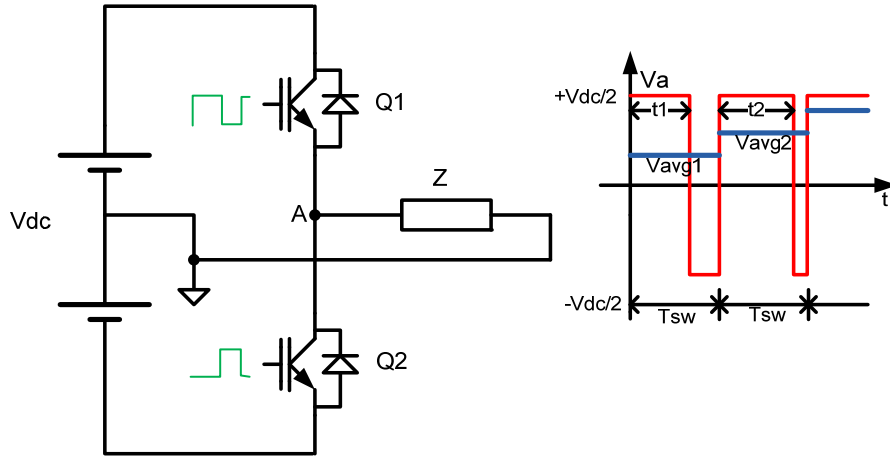 Vdc
Q1
Q2
A
Z
Va
+Vdc/2
t1
t2
Vavg1
Vavg2
t
-Vdc/2
Tsw
Tsw